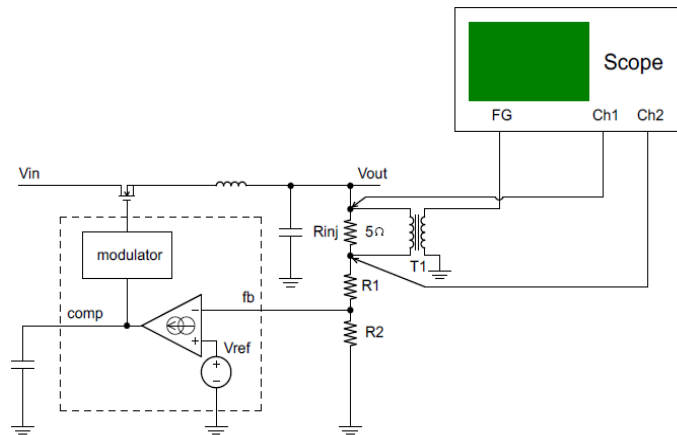 Scope
FG
Ch1
Ch2
Vin
Vout
Rinj
5Ω
T1
modulator
R1
comp
fb
R2
Vref